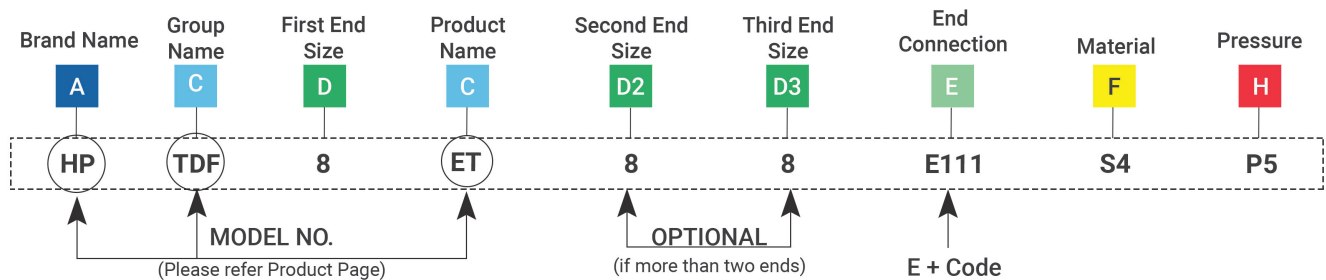 Brand Name
Group
Name
First End
Size
Product
Name
Second End
Size
Third End
Size
End
Connection
Material
Pressure
A
C
D
C
D2
D3
E
F
H
HP
TDF
8
ET
8
8
E111
S4
P5
MODEL NO.
(Please refer Product Page)
OPTIONAL
(if more than two ends)
E + Code